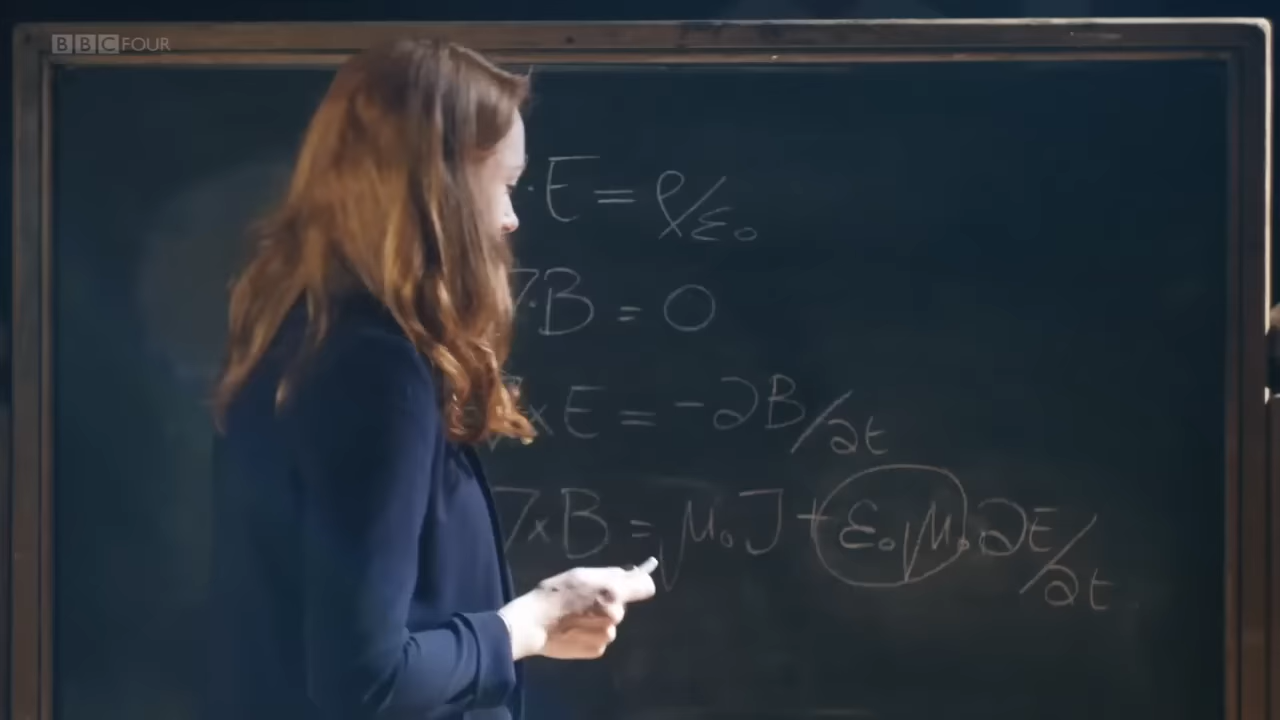 BBC FOUR
·E = ρ/ε₀
∇·B = 0
∇×E = -∂B/∂t
∇×B = μ₀J + ε₀μ₀∂E/∂t